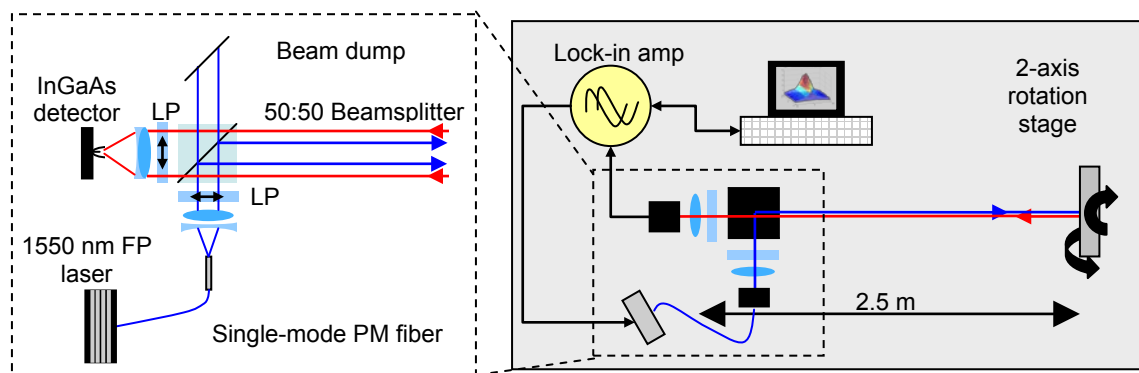 Beam dump
InGaAs
detector
LP
50:50 Beamsplitter
LP
1550 nm FP
laser
Single-mode PM fiber
Lock-in amp
2-axis
rotation
stage
2.5 m